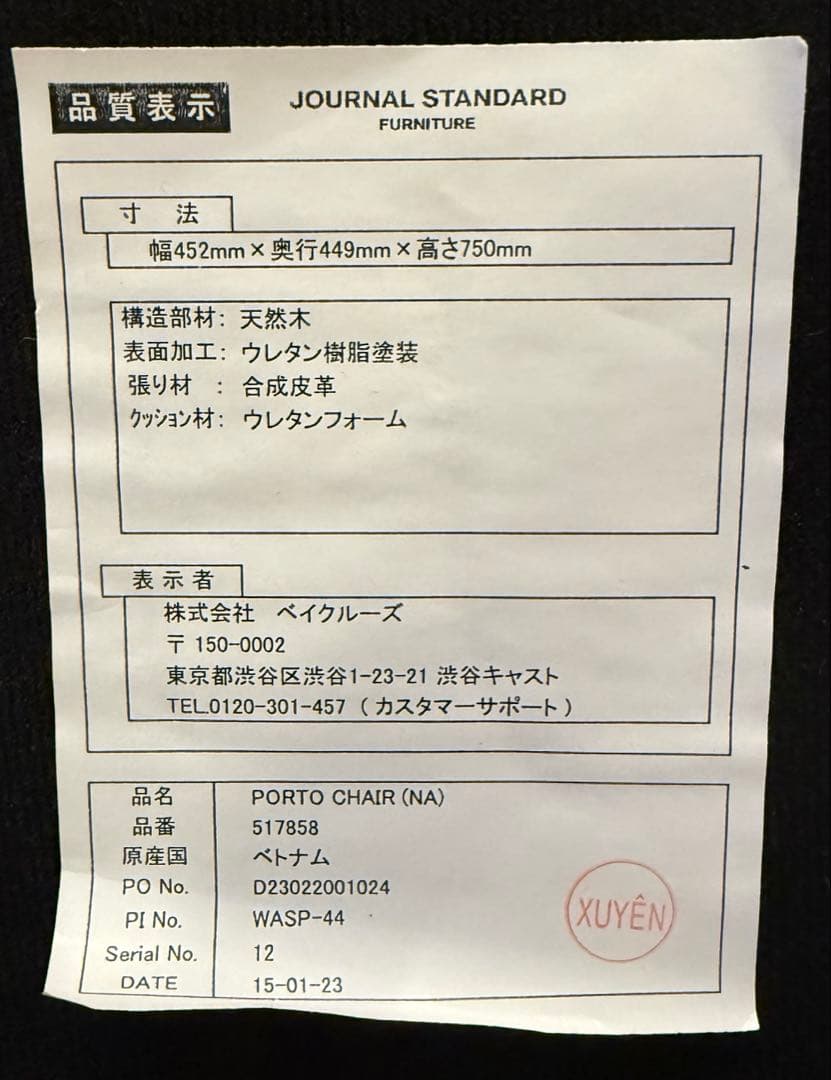 品質表示
JOURNAL STANDARD
FURNITURE
寸 法
幅452mm×奥行449mm×高さ750mm
構造部材: 天然木
表面加工: ウレタン樹脂塗装
張り材 : 合成皮革
ｸｯｼｮﾝ材: ウレタンフォーム
表示者
株式会社 ベイクルーズ
〒150-0002
東京都渋谷区渋谷1-23-21 渋谷キャスト
TEL.0120-301-457 (カスタマーサポート)
品名 PORTO CHAIR (NA)
品番 517858
原産国 ベトナム
PO No. D23022001024
PI No. WASP-44
Serial No. 12
DATE 15-01-23
XUYÊN